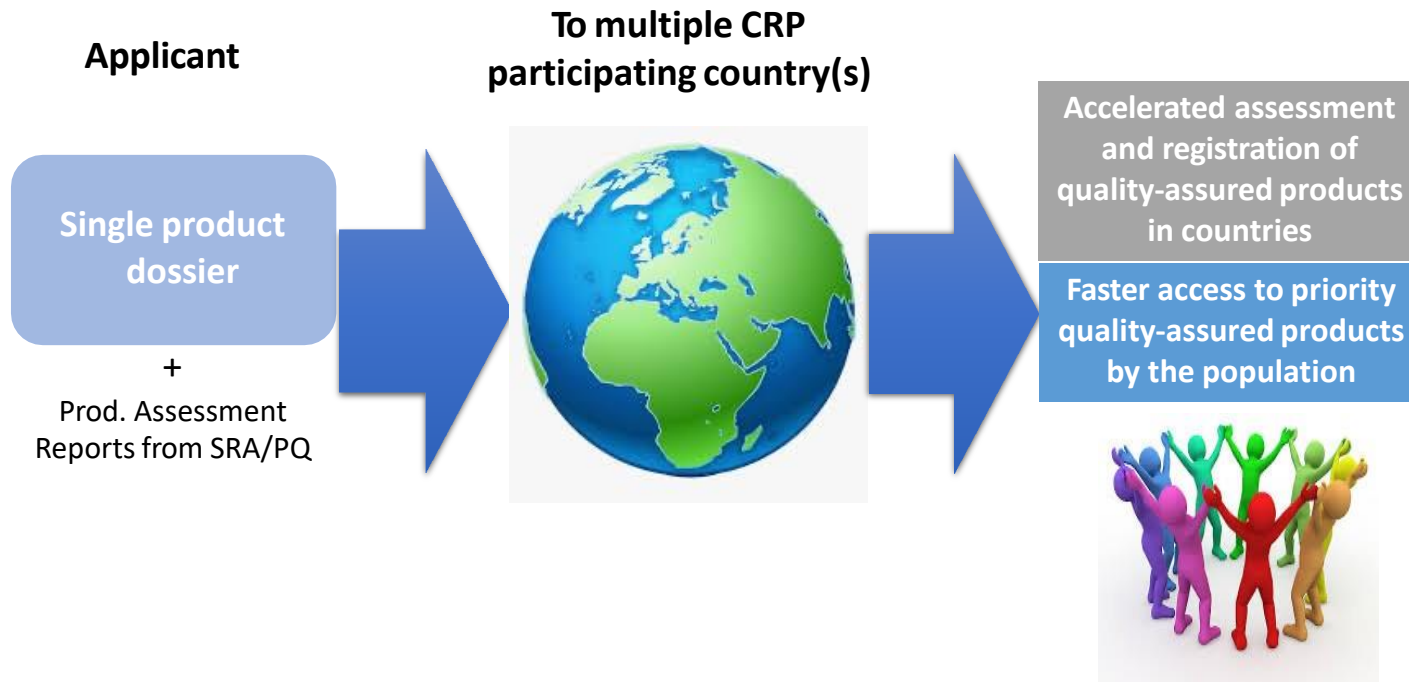 Applicant
Single product
dossier
+
Prod. Assessment
Reports from SRA/PQ
To multiple CRP
participating country(s)
Accelerated assessment
and registration of
quality-assured products
in countries
Faster access to priority
quality-assured products
by the population